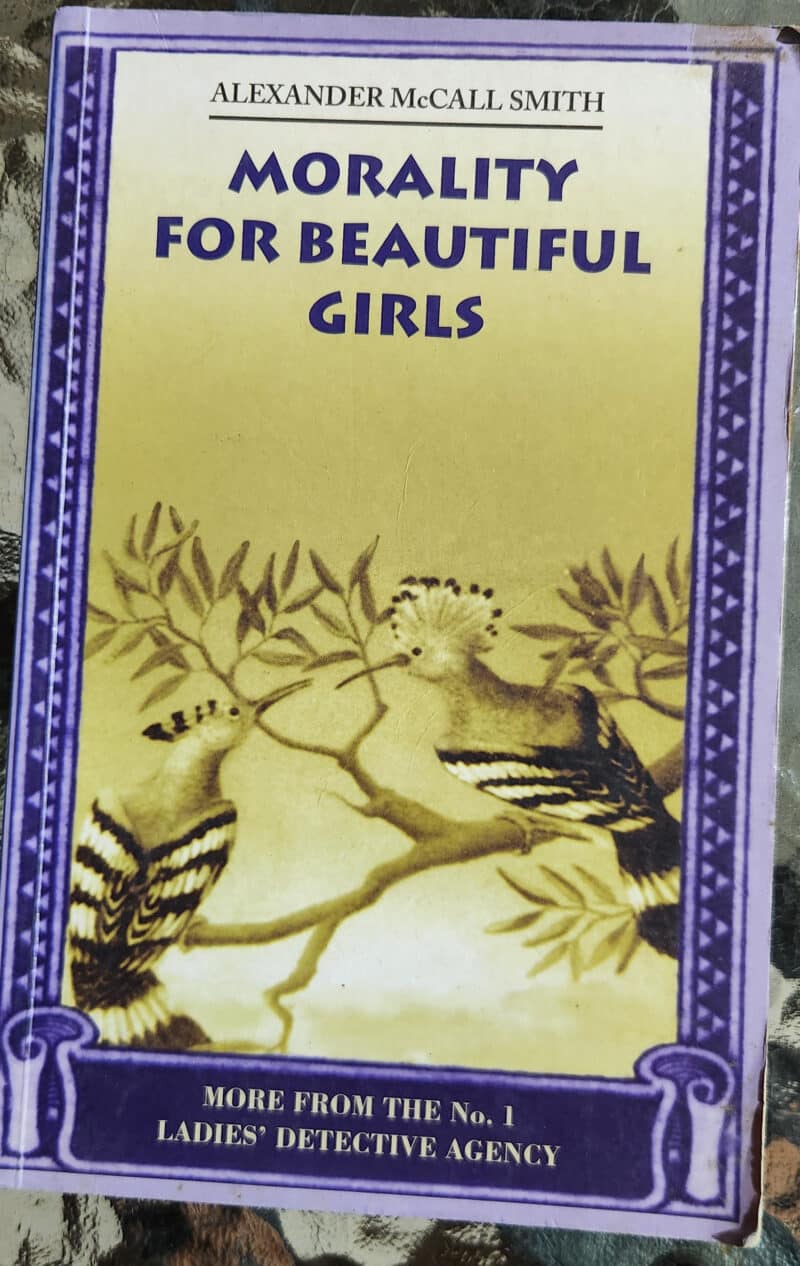 ALEXANDER McCALL SMITH
MORALITY
FOR BEAUTIFUL
GIRLS
MORE FROM THE No. 1
LADIES’ DETECTIVE AGENCY